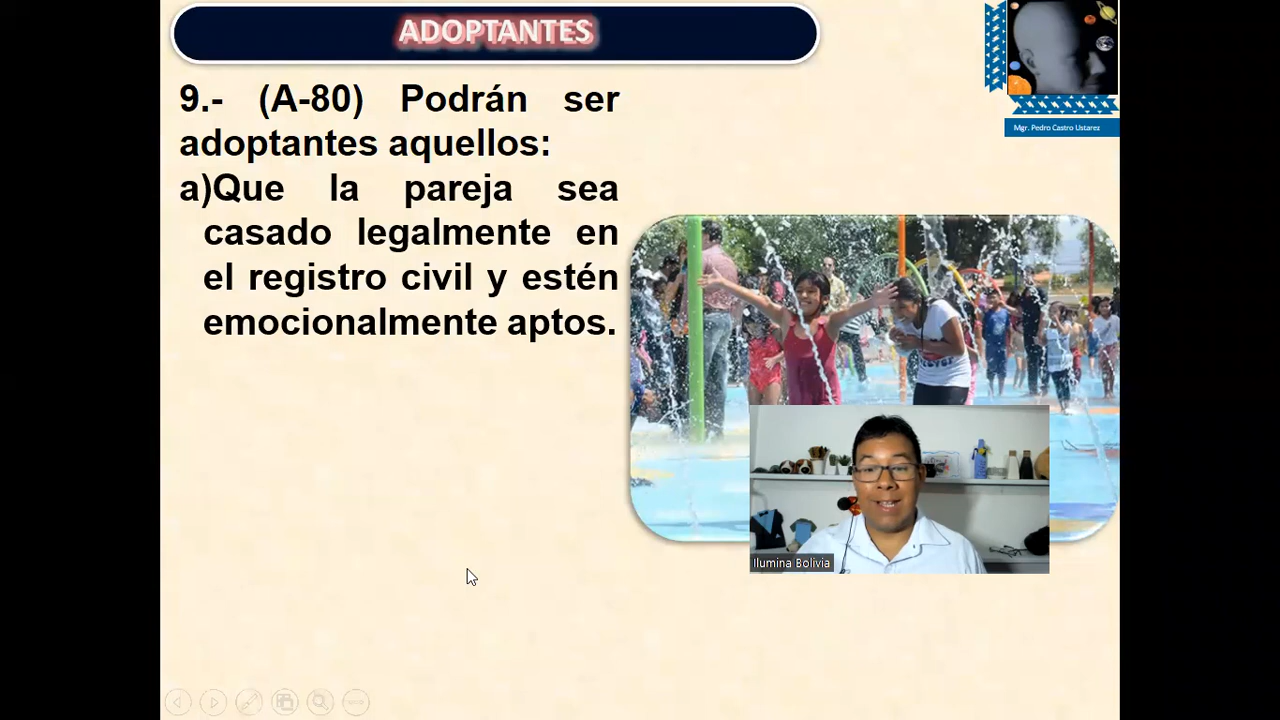 ADOPTANTES
9.- (A-80) Podrán ser
adoptantes aquellos:
a)Que la pareja sea
casado legalmente en
el registro civil y estén
emocionalmente aptos.
Mgr. Pedro Castro Ustarez
Ilumina Bolivia